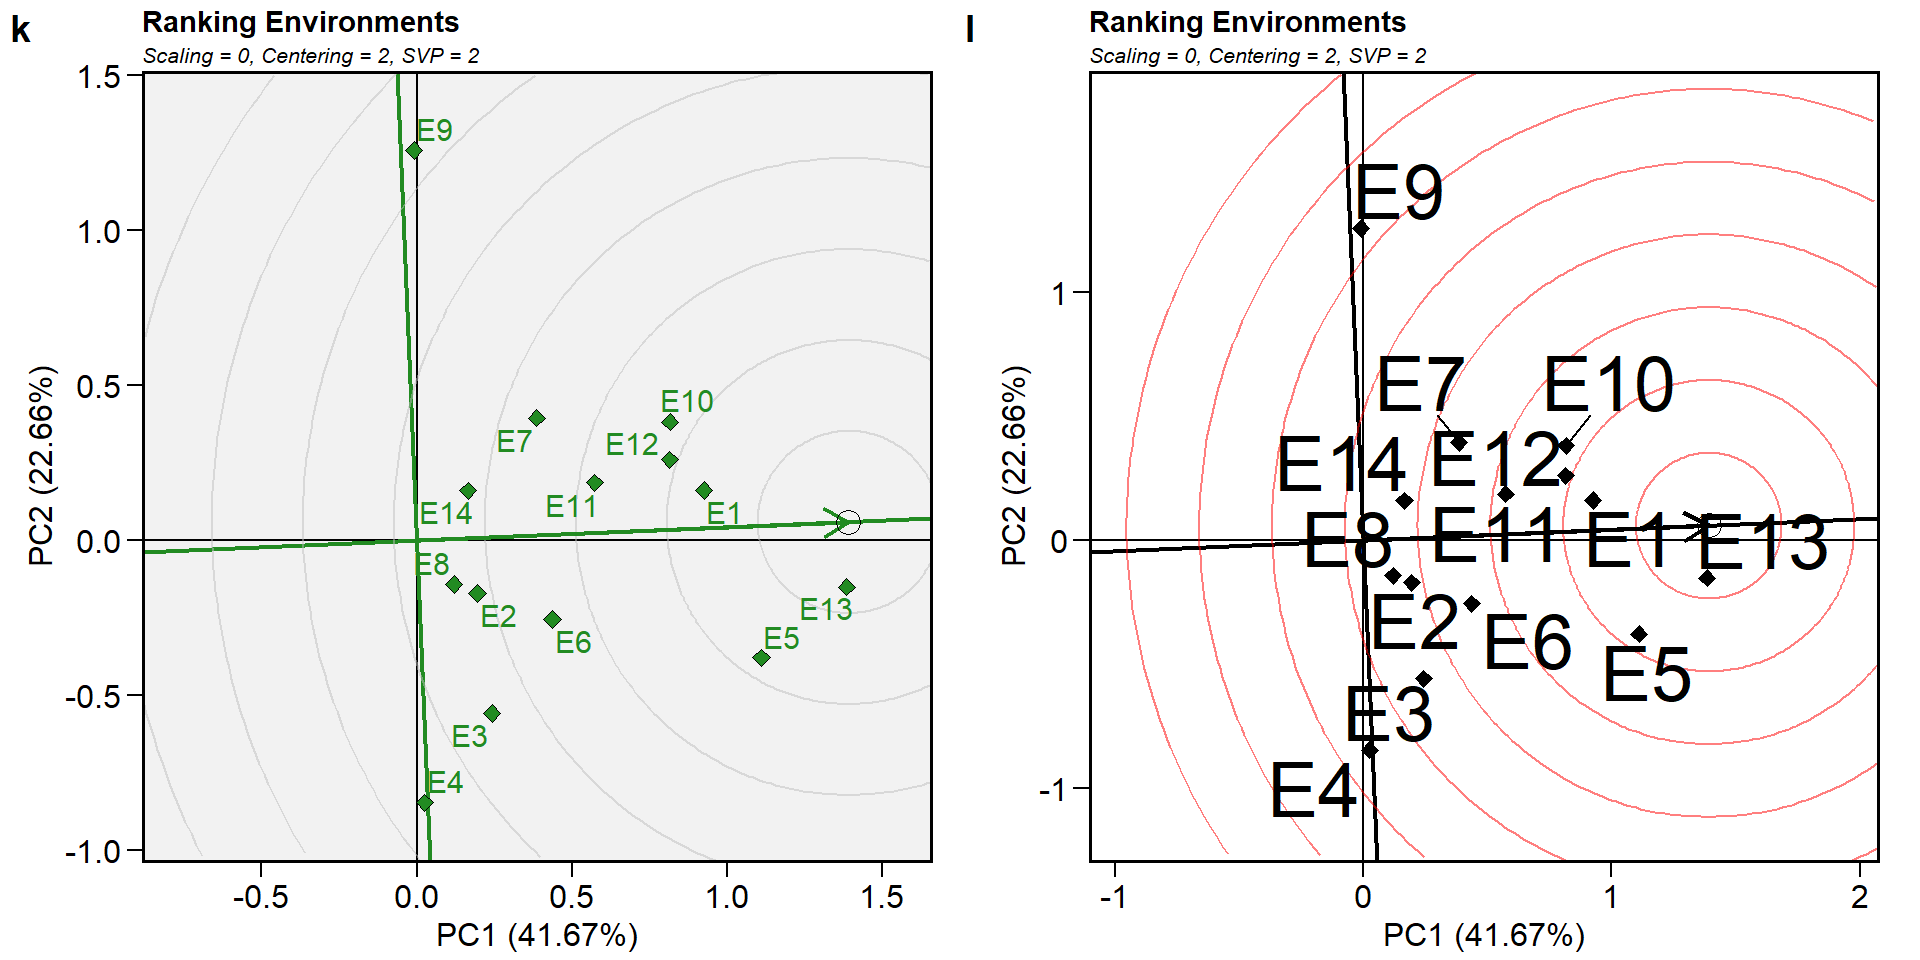 k
Ranking Environments
Scaling = 0, Centering = 2, SVP = 2
PC2 (22.66%)
1.5
1.0
0.5
0.0
-0.5
-1.0
E9
E10
E7
E12
E11
E14
E1
E8
E2
E13
E6
E5
E3
E4
-0.5
0.0
0.5
1.0
1.5
PC1 (41.67%)
l
Ranking Environments
Scaling = 0, Centering = 2, SVP = 2
PC2 (22.66%)
1
0
-1
E9
E7
E10
E14
E12
E8
E11
E1
E13
E2
E6
E5
E3
E4
-1
0
1
2
PC1 (41.67%)